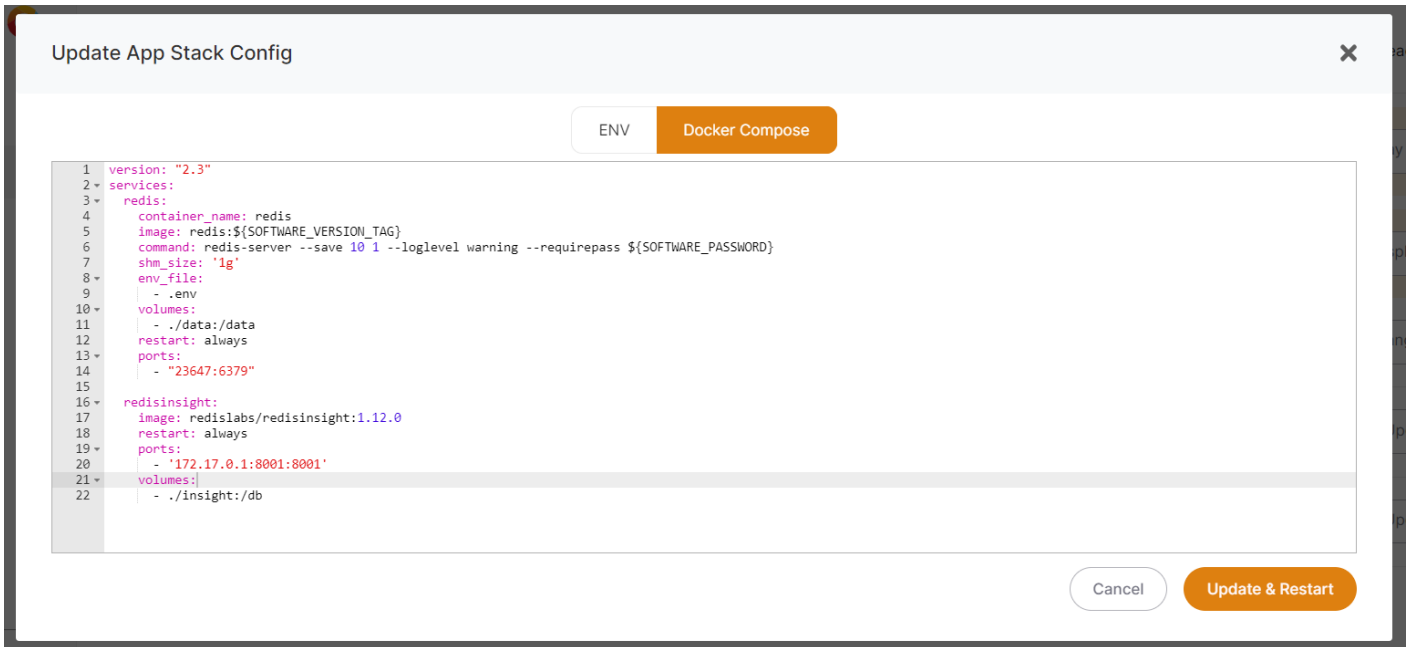 Update App Stack Config
ENV
Docker Compose
1 version: "2.3"
2 services:
3   redis:
4     container_name: redis
5     image: redis:${SOFTWARE_VERSION_TAG}
6     command: redis-server --save 10 1 --loglevel warning --requirepass ${SOFTWARE_PASSWORD}
7     shm_size: '1g'
8     env_file:
9       - .env
10     volumes:
11       - ./data:/data
12     restart: always
13     ports:
14       - "23647:6379"
15
16   redisinsight:
17     image: redislabs/redisinsight:1.12.0
18     restart: always
19     ports:
20       - '172.17.0.1:8001:8001'
21     volumes:
22       - ./insight:/db
Cancel
Update & Restart